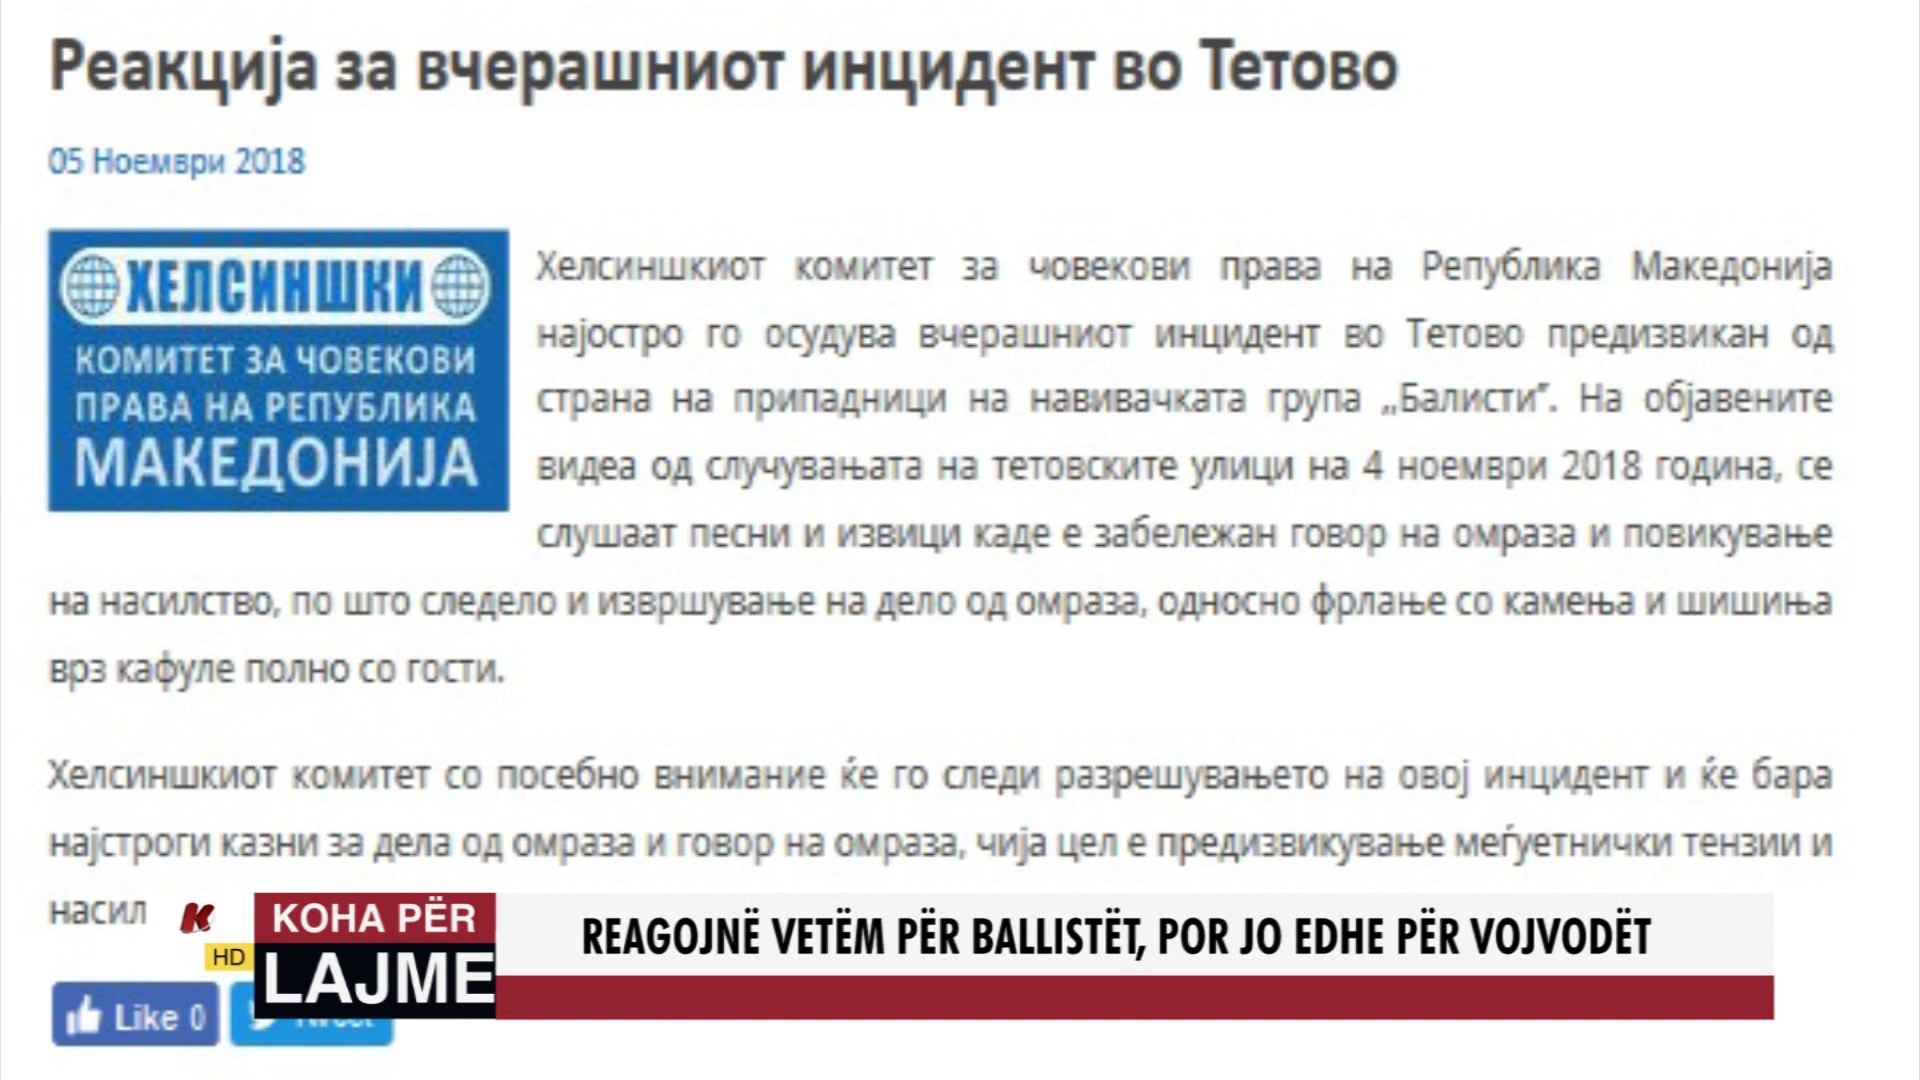 Реакција за вчерашниот инцидент во Тетово
05 Ноември 2018
ХЕЛСИНШКИ
КОМИТЕТ ЗА ЧОВЕКОВИ
ПРАВА НА РЕПУБЛИКА
МАКЕДОНИЈА
Хелсиншкиот комитет за човекови права на Република Македонија
најостро го осудува вчерашниот инцидент во Тетово предизвикан од
страна на припадници на навивачката група „Балисти”. На објавените
видеа од случувањата на тетовските улици на 4 ноември 2018 година, се
слушаат песни и извици каде е забележан говор на омраза и повикување
на насилство, по што следело и извршување на дело од омраза, односно фрлање со камења и шишиња
врз кафуле полно со гости.
Хелсиншкиот комитет со посебно внимание ќе го следи разрешувањето на овој инцидент и ќе бара
најстроги казни за дела од омраза и говор на омраза, чија цел е предизвикување меѓуетнички тензии и
насил
K
HD
KOHA PËR
LAJME
REAGOJNË VETËM PËR BALLISTËT, POR JO EDHE PËR VOJVODËT
Like 0